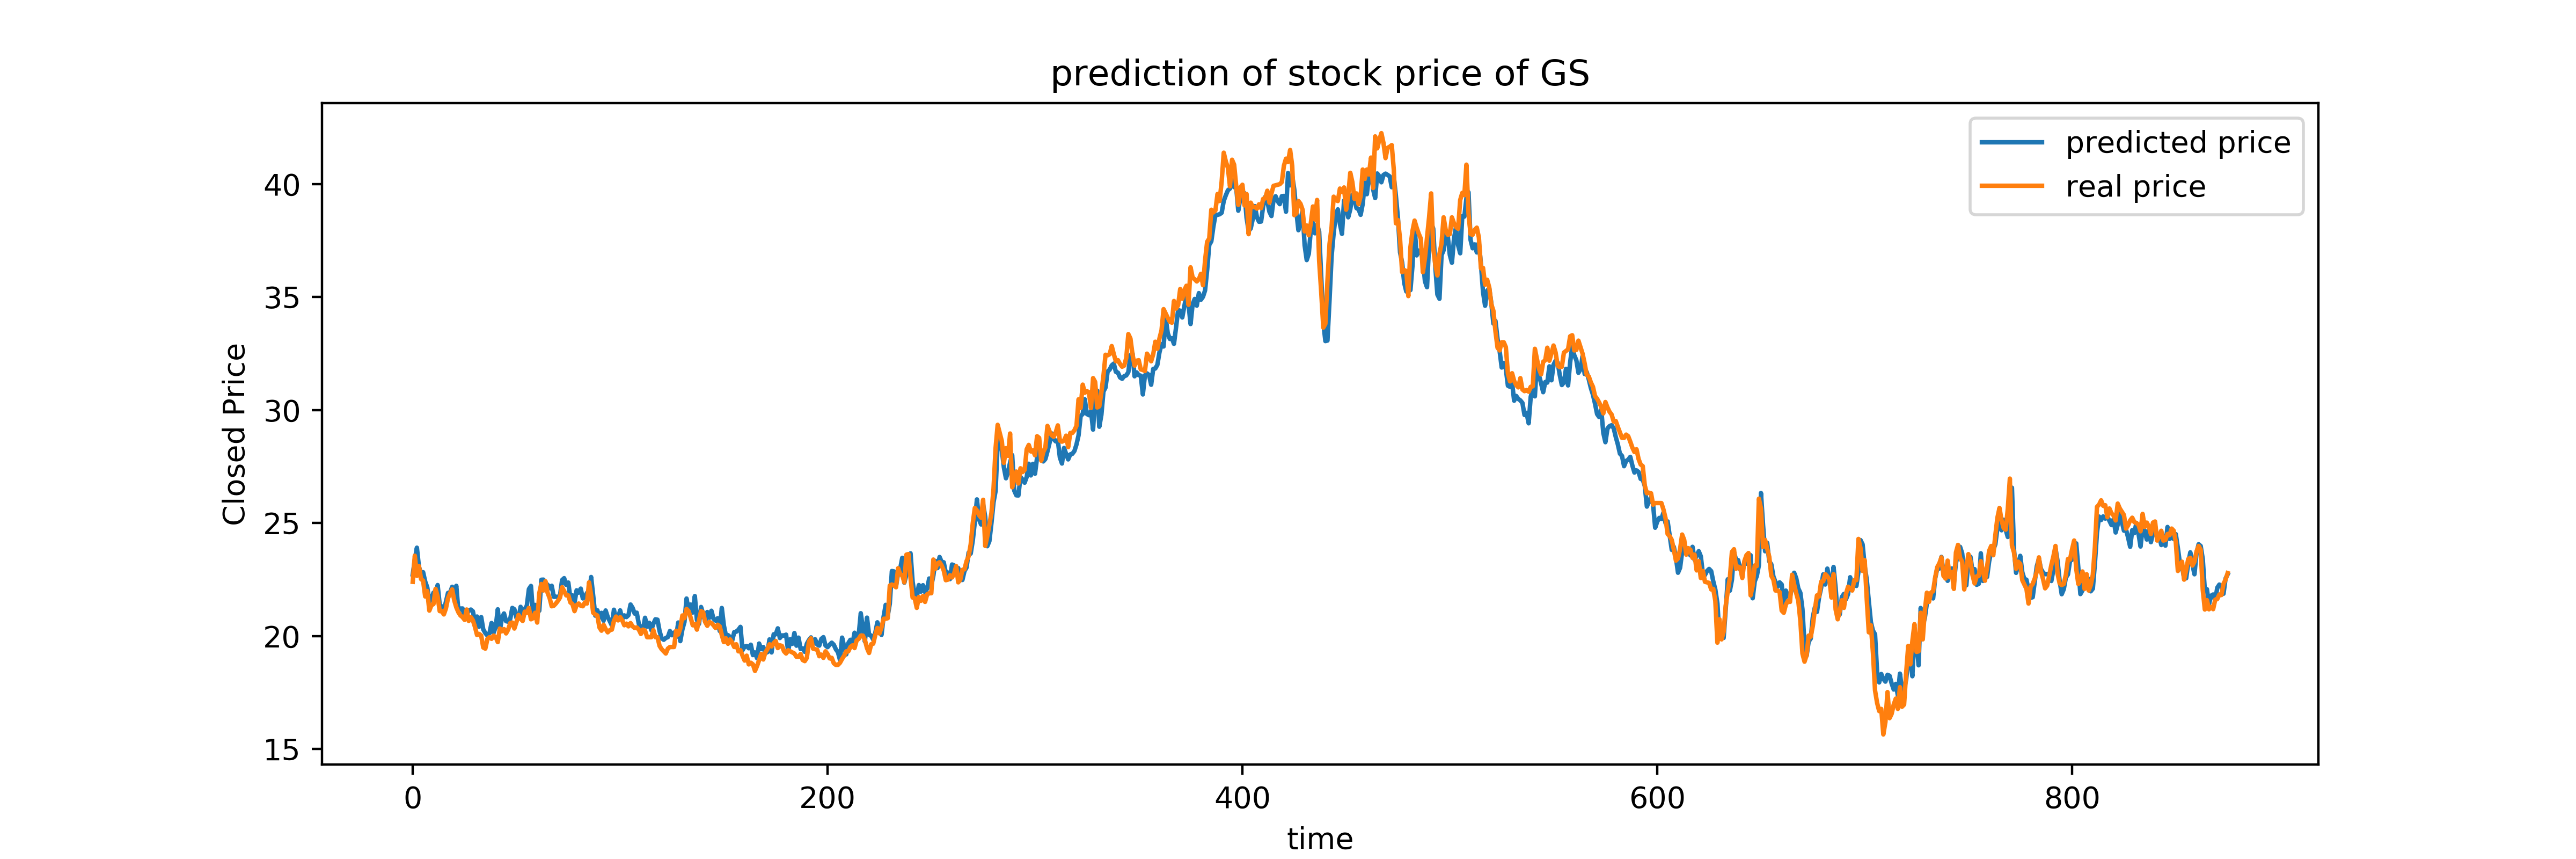 prediction of stock price of GS
predicted price
real price
Closed Price
40
35
30
25
20
15
0 200 400 600 800
time